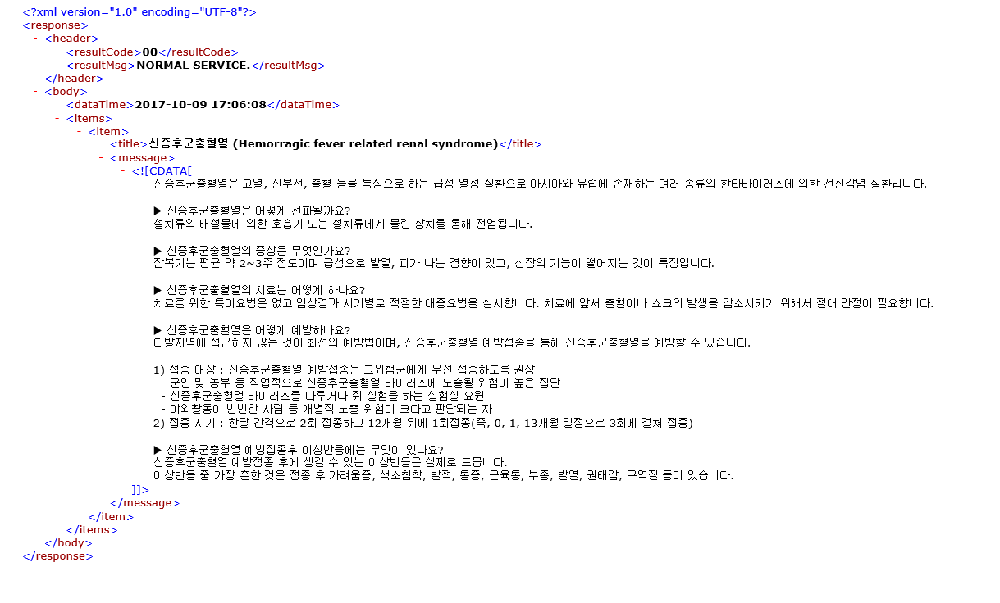 <?xml version="1.0" encoding="UTF-8"?>
- <response>
- <header>
<resultCode>00</resultCode>
<resultMsg>NORMAL SERVICE.</resultMsg>
</header>
- <body>
<dataTime>2017-10-09 17:06:08</dataTime>
- <items>
- <item>
<title>신증후군출혈열 (Hemorragic fever related renal syndrome)</title>
- <message>
- <![CDATA[
신증후군출혈열은 고열, 신부전, 출혈 등을 특징으로 하는 급성 열성 질환으로 아시아와 유럽에 존재하는 여러 종류의 한타바이러스에 의한 전신감염 질환입니다.
▶ 신증후군출혈열은 어떻게 전파될까요?
설치류의 배설물에 의한 호흡기 또는 설치류에게 물린 상처를 통해 전염됩니다.
▶ 신증후군출혈열의 증상은 무엇인가요?
잠복기는 평균 약 2~3주 정도이며 급성으로 발열, 피가 나는 경향이 있고, 신장의 기능이 떨어지는 것이 특징입니다.
▶ 신증후군출혈열의 치료는 어떻게 하나요?
치료를 위한 특이요법은 없고 임상경과 시기별로 적절한 대증요법을 실시합니다. 치료에 앞서 출혈이나 쇼크의 발생을 감소시키기 위해서 절대 안정이 필요합니다.
▶ 신증후군출혈열은 어떻게 예방하나요?
다발지역에 접근하지 않는 것이 최선의 예방법이며, 신증후군출혈열 예방접종을 통해 신증후군출혈열을 예방할 수 있습니다.
1) 접종 대상 : 신증후군출혈열 예방접종은 고위험군에게 우선 접종하도록 권장
- 군인 및 농부 등 직업적으로 신증후군출혈열 바이러스에 노출될 위험이 높은 집단
- 신증후군출혈열 바이러스를 다루거나 쥐 실험을 하는 실험실 요원
- 야외활동이 빈번한 사람 등 개별적 노출 위험이 크다고 판단되는 자
2) 접종 시기 : 한달 간격으로 2회 접종하고 12개월 뒤에 1회접종(즉, 0, 1, 13개월 일정으로 3회에 걸쳐 접종)
▶ 신증후군출혈열 예방접종후 이상반응에는 무엇이 있나요?
신증후군출혈열 예방접종 후에 생길 수 있는 이상반응은 실제로 드뭅니다.
이상반응 중 가장 흔한 것은 접종 후 가려움증, 색소침착, 발적, 통증, 근육통, 부종, 발열, 권태감, 구역질 등이 있습니다.
]]>
</message>
</item>
</items>
</body>
</response>